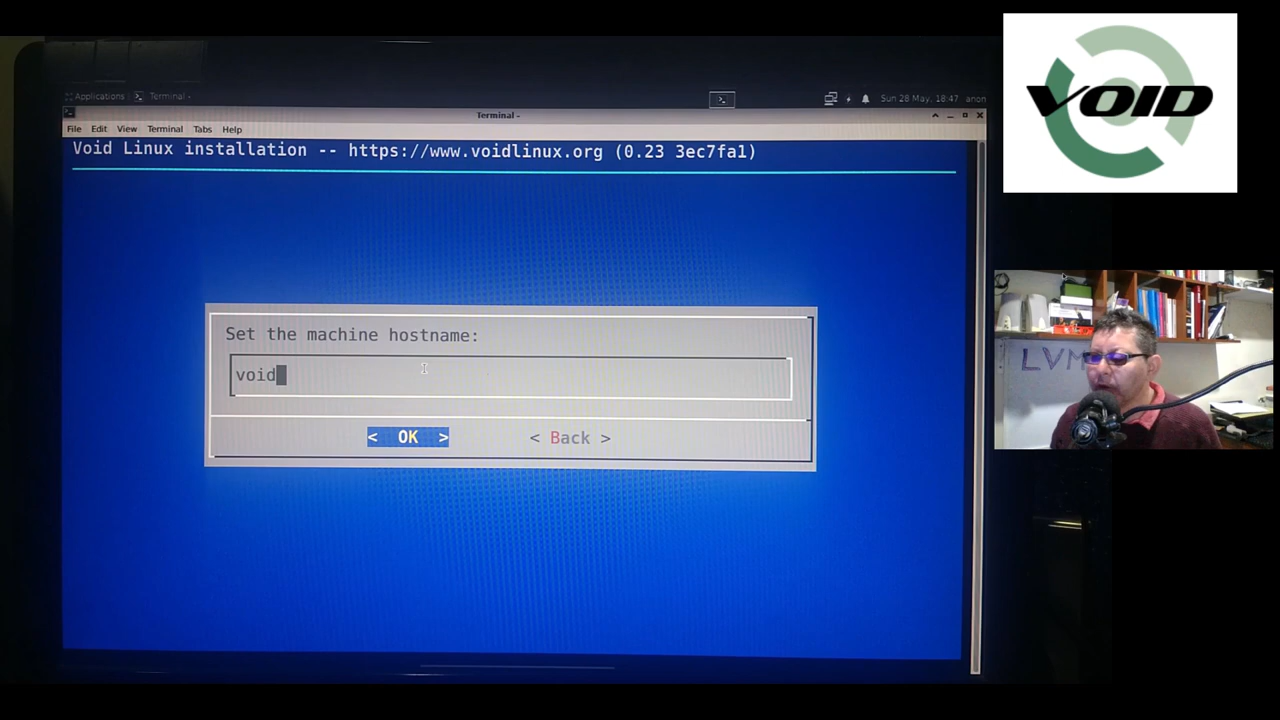 Applications
Terminal -
Sun 28 May, 18:47 anon
Terminal -
File Edit View Terminal Tabs Help
Void Linux installation -- https://www.voidlinux.org (0.23 3ec7fa1)
Set the machine hostname:
void
< OK >
< Back >
VOID
LVM